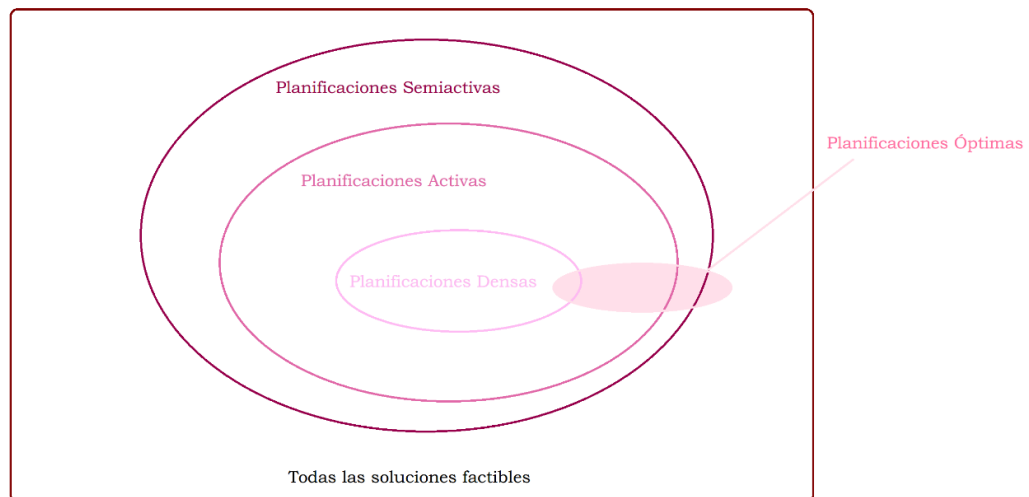 Planificaciones Semiactivas
Planificaciones Óptimas
Planificaciones Activas
Planificaciones Densas
Todas las soluciones factibles